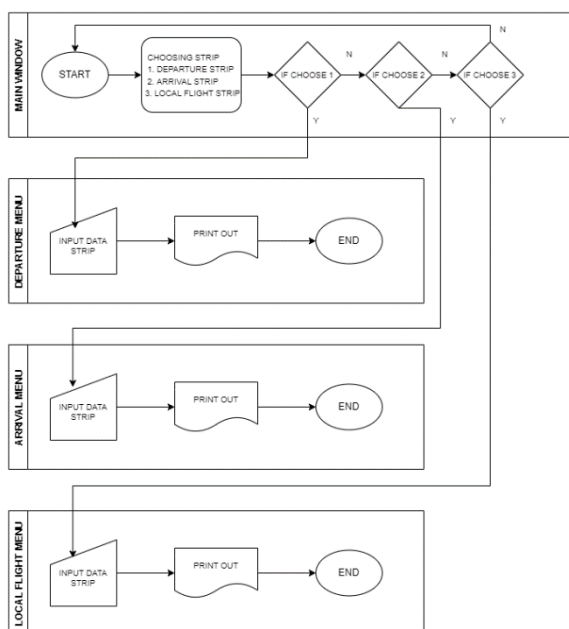 MAIN WINDOW
START
CHOOSING STRIP
1. DEPARTURE STRIP
2. ARRIVAL STRIP
3. LOCAL FLIGHT STRIP
IF CHOOSE 1
N
IF CHOOSE 2
N
IF CHOOSE 3
N
Y
Y
Y
DEPARTURE MENU
INPUT DATA
STRIP
PRINT OUT
END
ARRIVAL MENU
INPUT DATA
STRIP
PRINT OUT
END
LOCAL FLIGHT MENU
INPUT DATA
STRIP
PRINT OUT
END